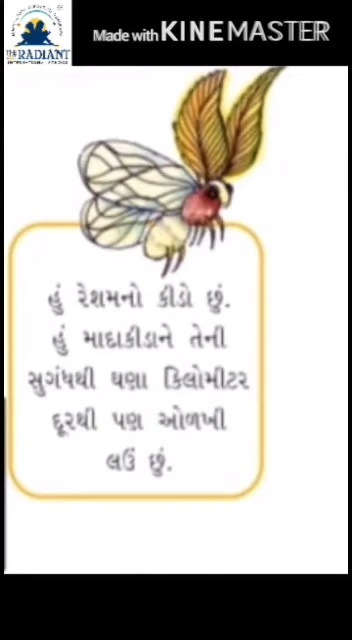 THE RADIANT
Made with KINEMASTER
હું રેશમનો કીડો છું.
હું માદાકીડાને તેની
સુગંધથી ઘણા કિલોમીટર
દૂરથી પણ ઓળખી
લઉં છું.